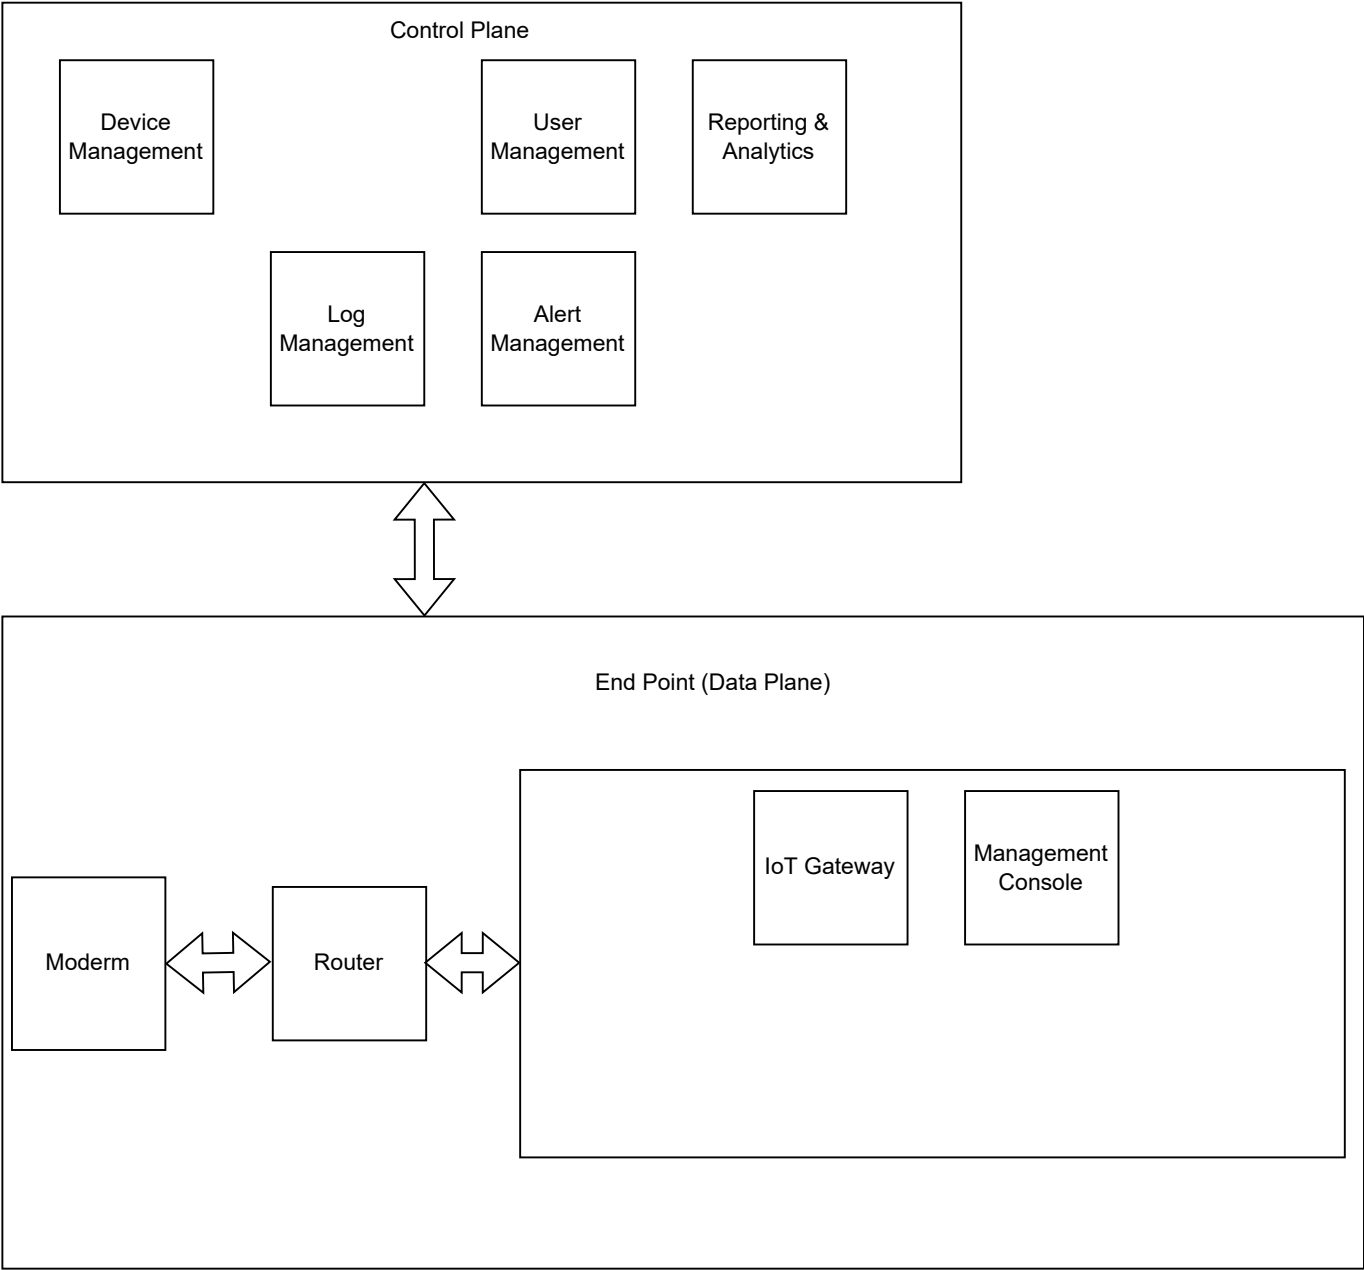 Control Plane
Device
Management
User
Management
Reporting &
Analytics
Log
Management
Alert
Management
End Point (Data Plane)
IoT Gateway
Management
Console
Moderm
Router